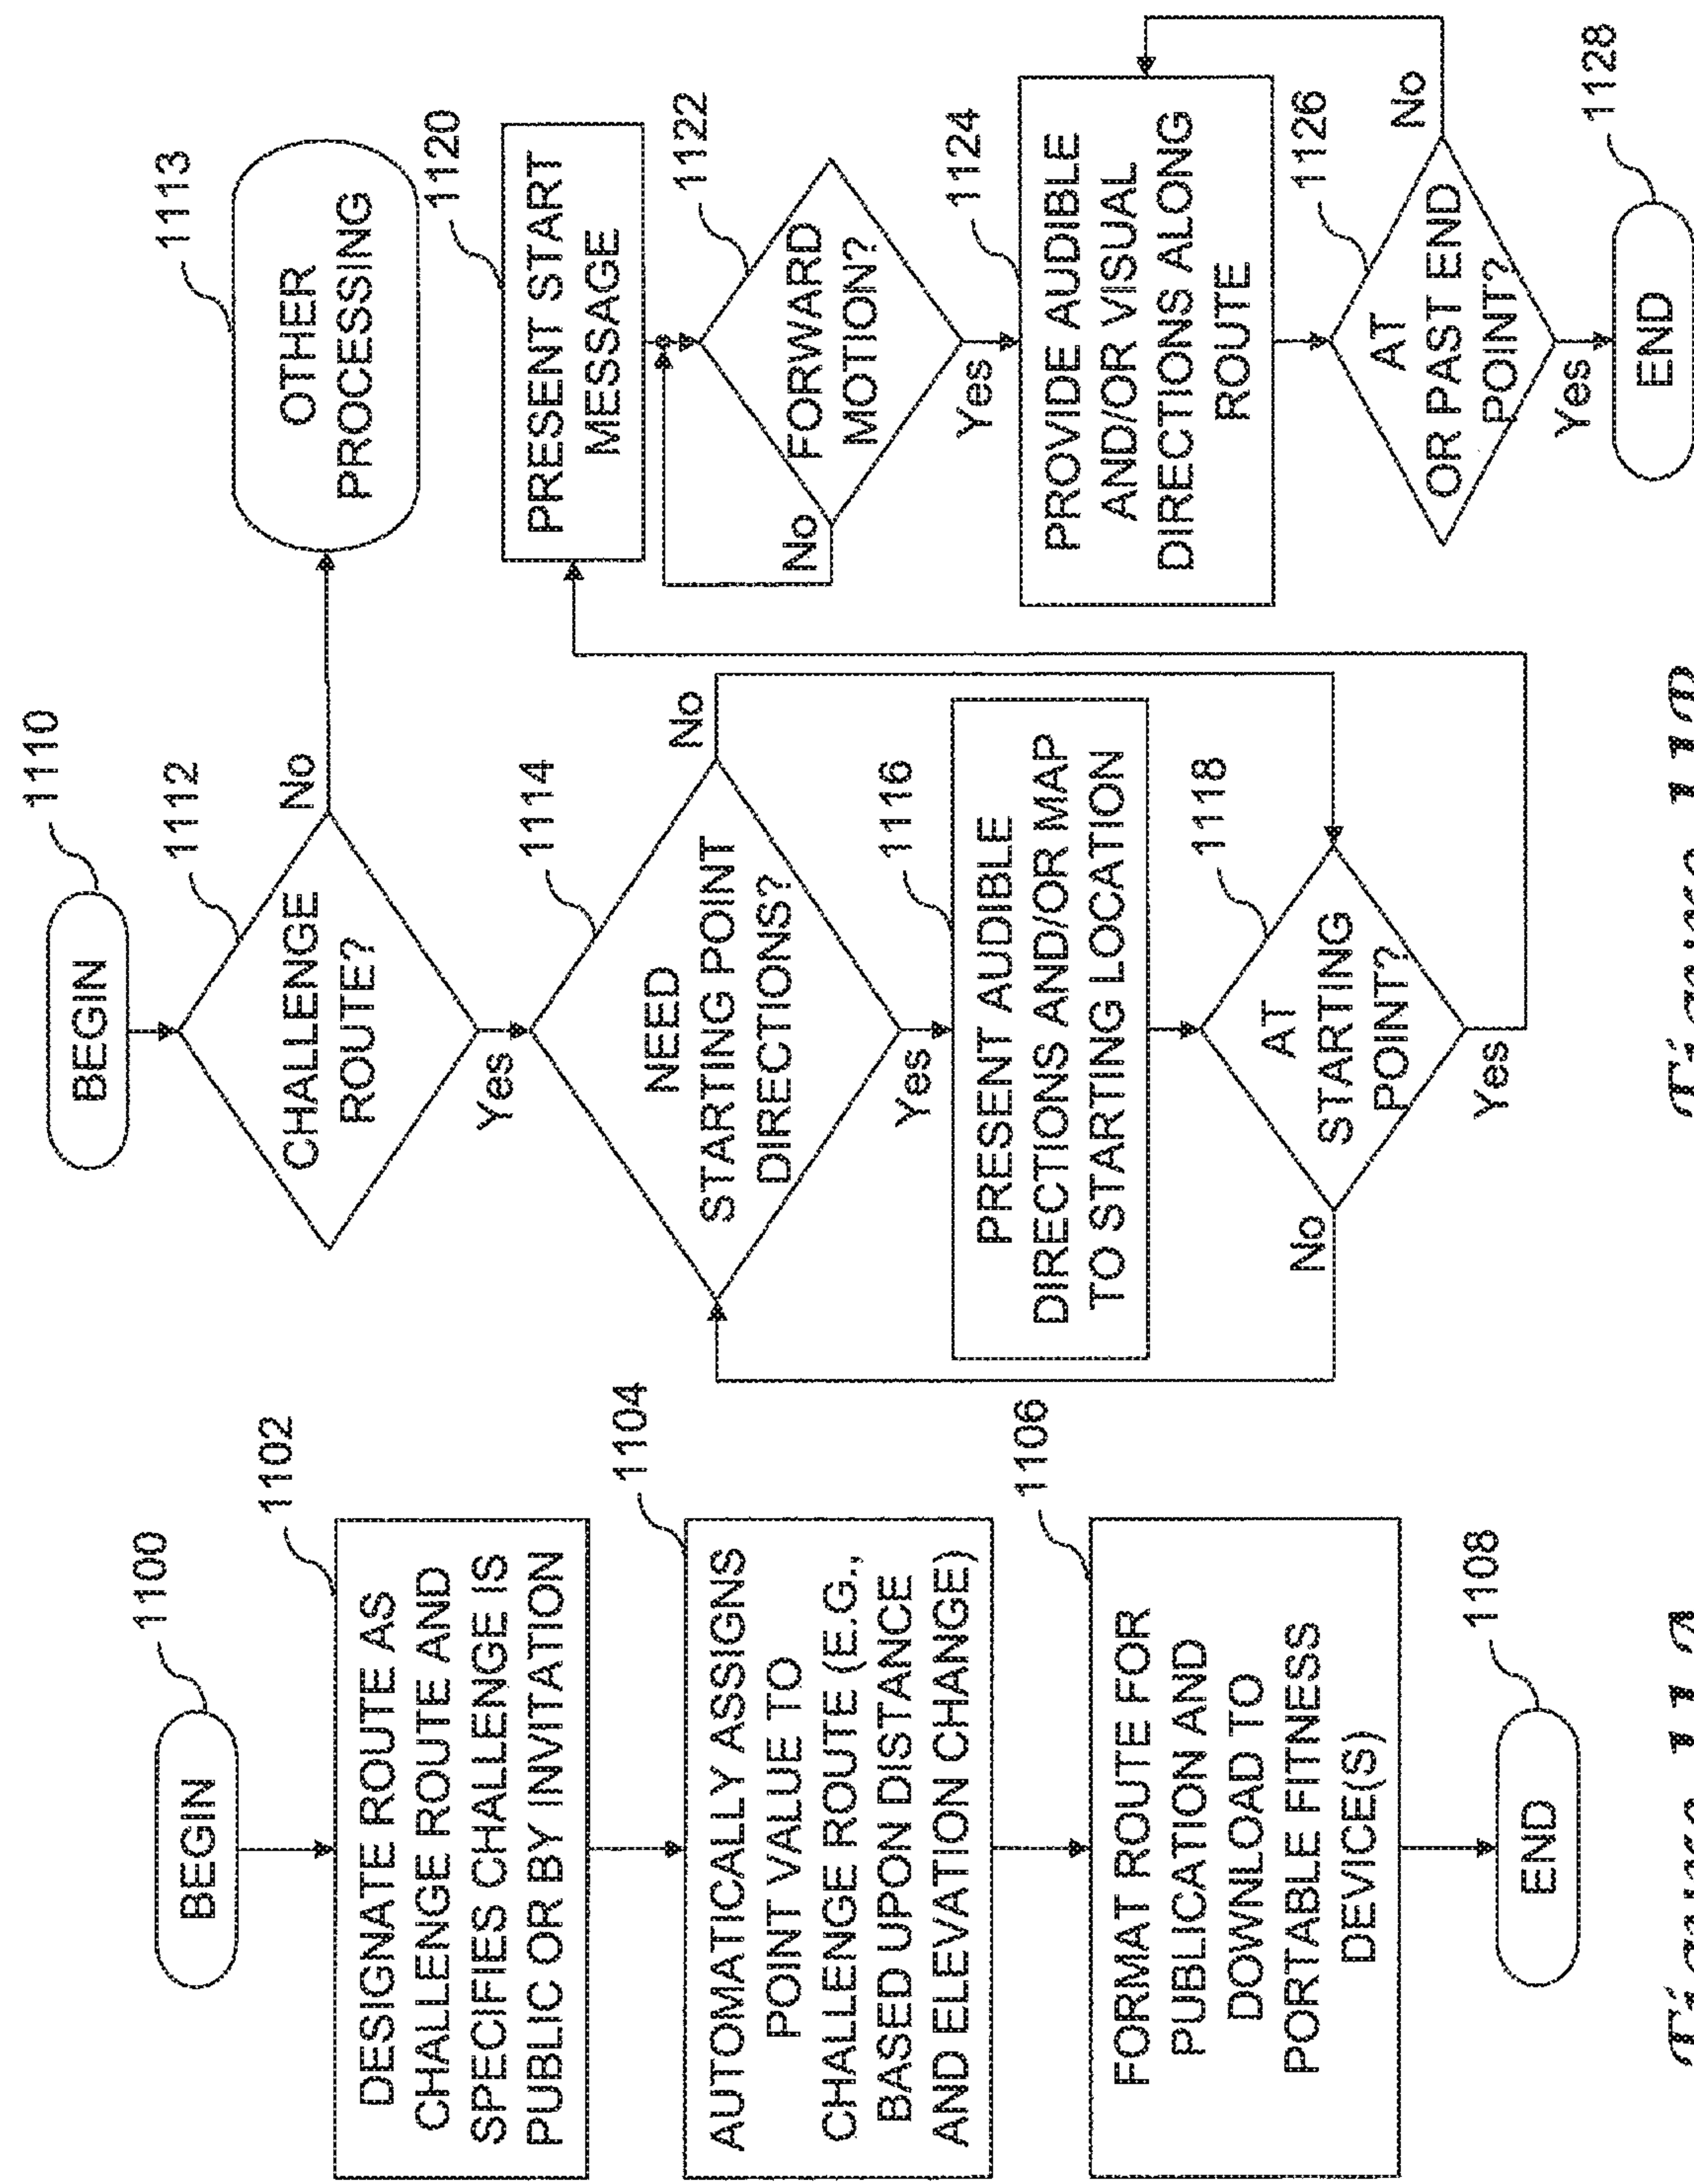 1100
BEGIN
1102
DESIGNATE ROUTE AS
CHALLENGE ROUTE AND
SPECIFIES CHALLENGE IS
PUBLIC OR BY INVITATION
1104
AUTOMATICALLY ASSIGNS
POINT VALUE TO
CHALLENGE ROUTE (E.G.,
BASED UPON DISTANCE
AND ELEVATION CHANGE)
1106
FORMAT ROUTE FOR
PUBLICATION AND
DOWNLOAD TO
PORTABLE FITNESS
DEVICE(S)
1108
END
1110
BEGIN
1112
CHALLENGE
ROUTE?
No
Yes
1113
OTHER
PROCESSING
1114
NEED
STARTING POINT
DIRECTIONS?
No
Yes
1116
PRESENT AUDIBLE
DIRECTIONS AND/OR MAP
TO STARTING LOCATION
1118
AT
STARTING
POINT?
No
Yes
1120
PRESENT START
MESSAGE
1122
FORWARD
MOTION?
No
Yes
1124
PROVIDE AUDIBLE
AND/OR VISUAL
DIRECTIONS ALONG
ROUTE
1126
AT
OR PAST END
POINT?
No
Yes
1128
END